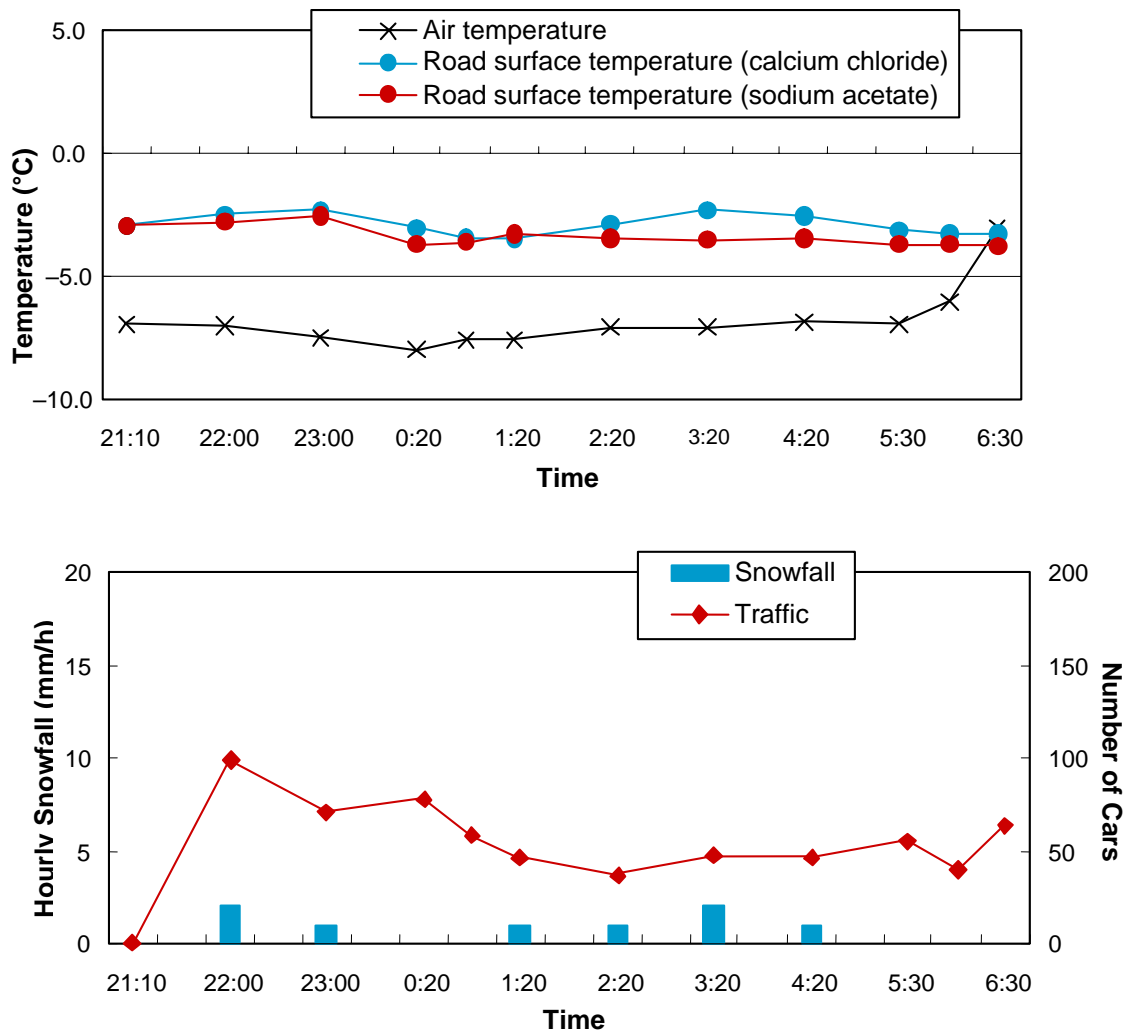 5.0
Air temperature
Road surface temperature (calcium chloride)
Road surface temperature (sodium acetate)
0.0
–5.0
–10.0
Temperature (°C)
21:10 22:00 23:00 0:20 1:20 2:20 3:20 4:20 5:30 6:30
Time
Snowfall
Traffic
20
15
10
5
0
Hourly Snowfall (mm/h)
200
150
100
50
0
Number of Cars
21:10 22:00 23:00 0:20 1:20 2:20 3:20 4:20 5:30 6:30
Time